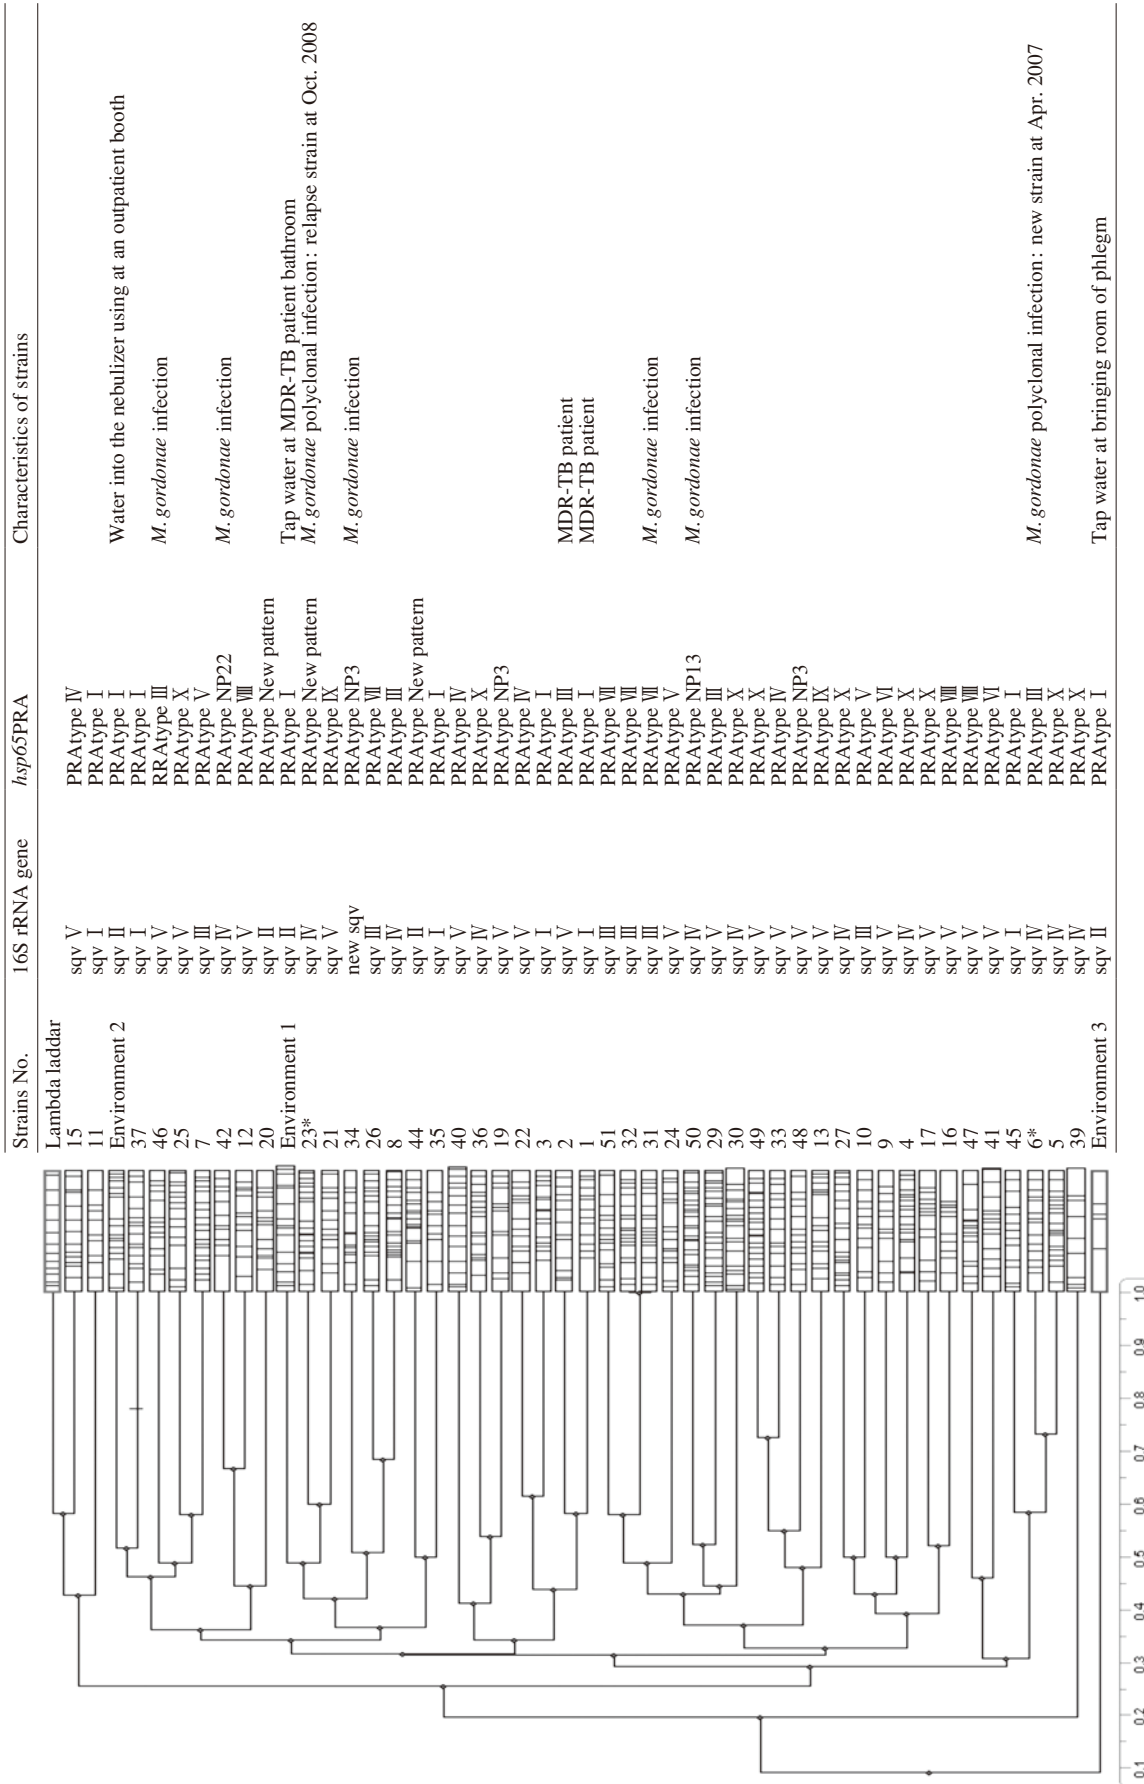 Strains No. 16S rRNA gene hsp65PRA Characteristics of strains
Lambda laddar
15 sqv Ⅴ PRAtype Ⅳ
11 sqv Ⅰ PRAtype Ⅰ
Environment 2 sqv Ⅱ PRAtype Ⅰ Water into the nebulizer using at an outpatient booth
37 sqv Ⅰ PRAtype Ⅰ
46 sqv Ⅴ RRAtype Ⅲ M. gordonae infection
25 sqv Ⅴ PRAtype Ⅹ
7 sqv Ⅲ PRAtype Ⅴ
42 sqv Ⅳ PRAtype NP22 M. gordonae infection
12 sqv Ⅴ PRAtype Ⅷ
20 sqv Ⅱ PRAtype New pattern
Environment 1 sqv Ⅱ PRAtype Ⅰ Tap water at MDR-TB patient bathroom
23* sqv Ⅳ PRAtype New pattern M. gordonae polyclonal infection: relapse strain at Oct. 2008
21 sqv Ⅴ PRAtype Ⅸ
34 new sqv PRAtype NP3 M. gordonae infection
26 sqv Ⅲ PRAtype Ⅶ
8 sqv Ⅳ PRAtype Ⅲ
44 sqv Ⅱ PRAtype New pattern
35 sqv Ⅰ PRAtype Ⅰ
40 sqv Ⅴ PRAtype Ⅳ
36 sqv Ⅳ PRAtype Ⅹ
19 sqv Ⅴ PRAtype NP3
22 sqv Ⅴ PRAtype Ⅳ
3 sqv Ⅰ PRAtype Ⅰ
2 sqv Ⅴ PRAtype Ⅲ MDR-TB patient
1 sqv Ⅰ PRAtype Ⅰ MDR-TB patient
51 sqv Ⅲ PRAtype Ⅶ
32 sqv Ⅲ PRAtype Ⅶ
31 sqv Ⅲ PRAtype Ⅶ M. gordonae infection
24 sqv Ⅴ PRAtype Ⅴ
50 sqv Ⅳ PRAtype NP13 M. gordonae infection
29 sqv Ⅴ PRAtype Ⅲ
30 sqv Ⅳ PRAtype Ⅹ
49 sqv Ⅴ PRAtype Ⅹ
33 sqv Ⅴ PRAtype Ⅳ
48 sqv Ⅴ PRAtype NP3
13 sqv Ⅴ PRAtype Ⅸ
27 sqv Ⅳ PRAtype Ⅹ
10 sqv Ⅲ PRAtype Ⅴ
9 sqv Ⅴ PRAtype Ⅵ
4 sqv Ⅳ PRAtype Ⅹ
17 sqv Ⅴ PRAtype Ⅹ
16 sqv Ⅴ PRAtype Ⅷ
47 sqv Ⅴ PRAtype Ⅷ
41 sqv Ⅴ PRAtype Ⅵ
45 sqv Ⅰ PRAtype Ⅰ
6* sqv Ⅳ PRAtype Ⅲ M. gordonae polyclonal infection: new strain at Apr. 2007
5 sqv Ⅳ PRAtype Ⅹ
39 sqv Ⅳ PRAtype Ⅹ
Environment 3 sqv Ⅱ PRAtype Ⅰ Tap water at bringing room of phlegm
0.1 0.2 0.3 0.4 0.5 0.6 0.7 0.8 0.9 1.0